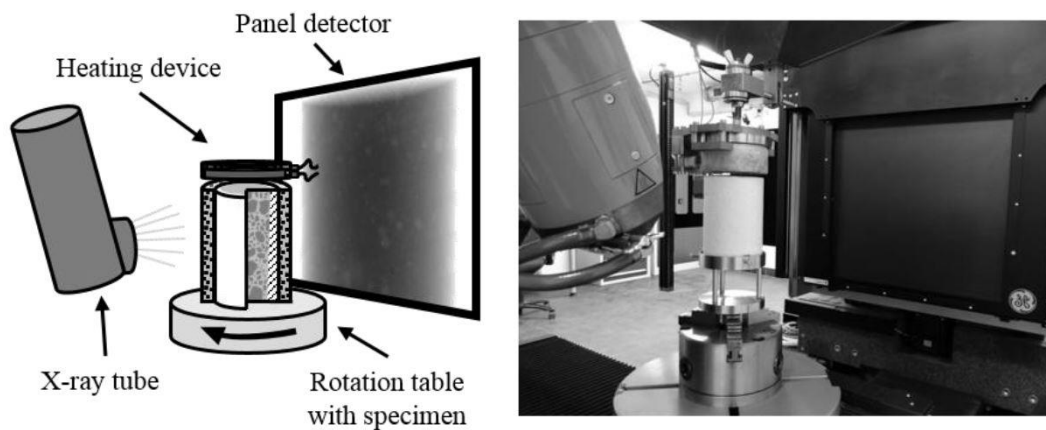 Panel detector
Heating device
X-ray tube
Rotation table
with specimen